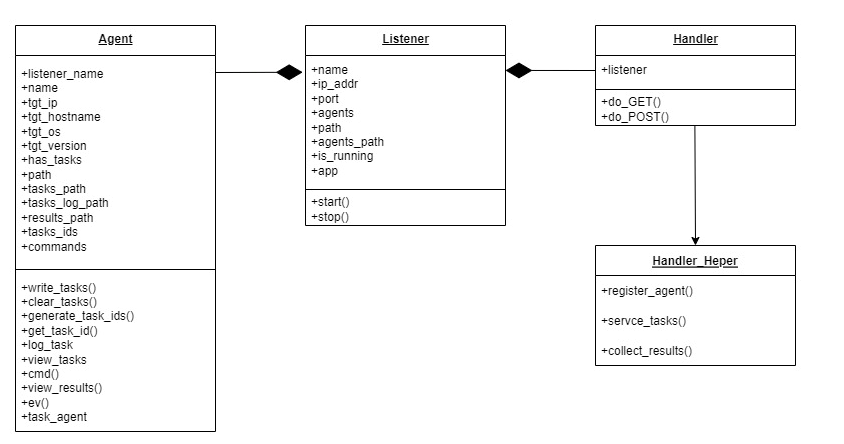 Agent
+listener_name
+name
+tgt_ip
+tgt_hostname
+tgt_os
+tgt_version
+has_tasks
+path
+tasks_path
+tasks_log_path
+results_path
+tasks_ids
+commands
+write_tasks()
+clear_tasks()
+generate_task_ids()
+get_task_id()
+log_task
+view_tasks
+cmd()
+view_results()
+ev()
+task_agent
Listener
+name
+ip_addr
+port
+agents
+path
+agents_path
+is_running
+app
+start()
+stop()
Handler
+listener
+do_GET()
+do_POST()
Handler_Heper
+register_agent()
+servce_tasks()
+collect_results()